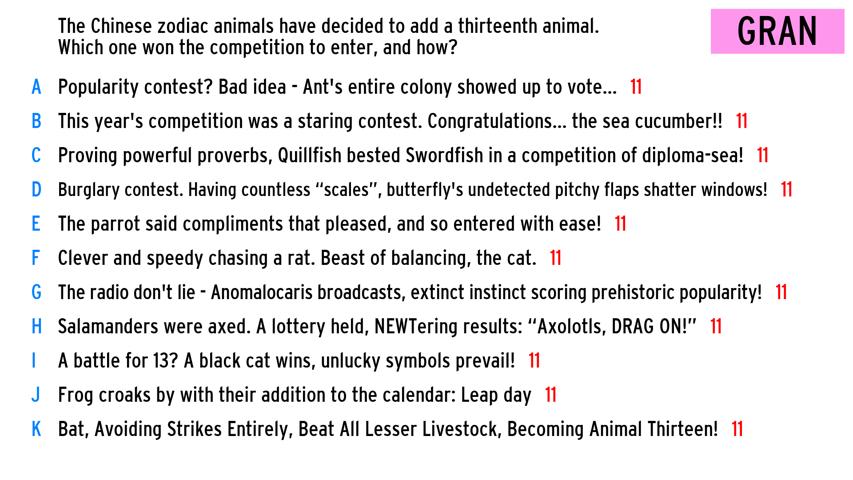 The Chinese zodiac animals have decided to add a thirteenth animal.
Which one won the competition to enter, and how?
GRAN
A Popularity contest? Bad idea - Ant's entire colony showed up to vote... 11
B This year's competition was a staring contest. Congratulations... the sea cucumber!! 11
C Proving powerful proverbs, Quillfish bested Swordfish in a competition of diploma-sea! 11
D Burglary contest. Having countless “scales”, butterfly's undetected pitchy flaps shatter windows! 11
E The parrot said compliments that pleased, and so entered with ease! 11
F Clever and speedy chasing a rat. Beast of balancing, the cat. 11
G The radio don't lie - Anomalocaris broadcasts, extinct instinct scoring prehistoric popularity! 11
H Salamanders were axed. A lottery held, NEWTering results: “Axolotls, DRAG ON!” 11
I A battle for 13? A black cat wins, unlucky symbols prevail! 11
J Frog croaks by with their addition to the calendar: Leap day 11
K Bat, Avoiding Strikes Entirely, Beat All Lesser Livestock, Becoming Animal Thirteen! 11